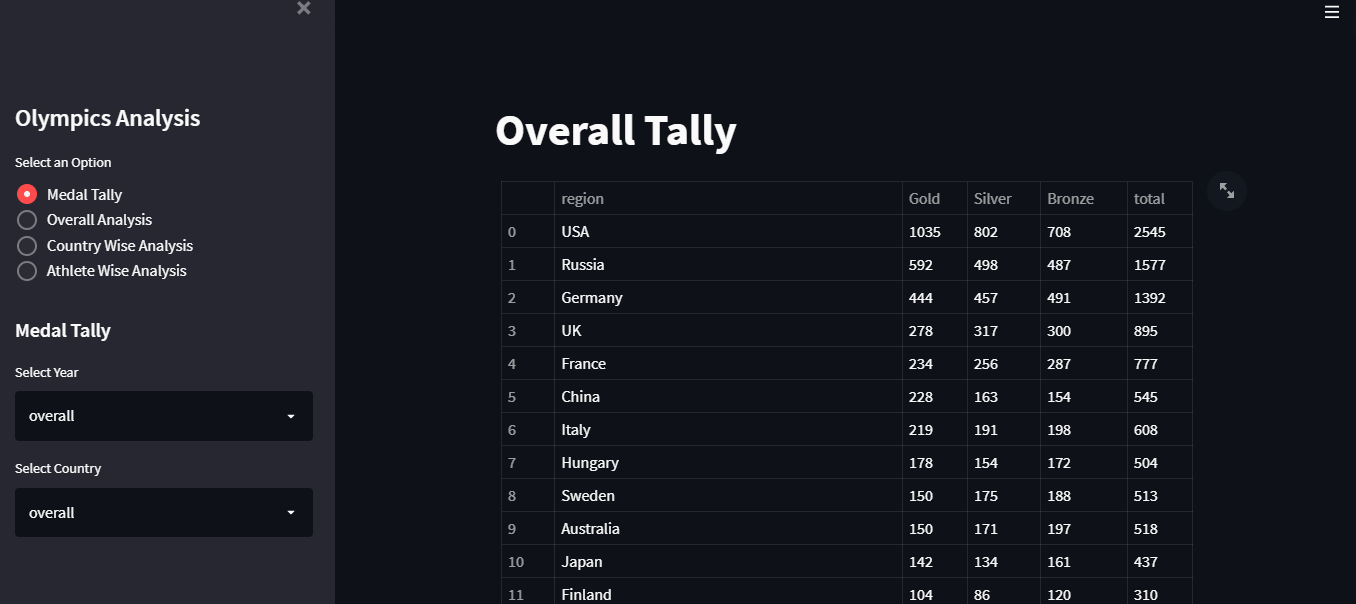 Olympics Analysis
Select an Option
Medal Tally
Overall Analysis
Country Wise Analysis
Athlete Wise Analysis
Medal Tally
Select Year
overall
Select Country
overall
Overall Tally
region Gold Silver Bronze total
0 USA 1035 802 708 2545
1 Russia 592 498 487 1577
2 Germany 444 457 491 1392
3 UK 278 317 300 895
4 France 234 256 287 777
5 China 228 163 154 545
6 Italy 219 191 198 608
7 Hungary 178 154 172 504
8 Sweden 150 175 188 513
9 Australia 150 171 197 518
10 Japan 142 134 161 437
11 Finland 104 86 120 310